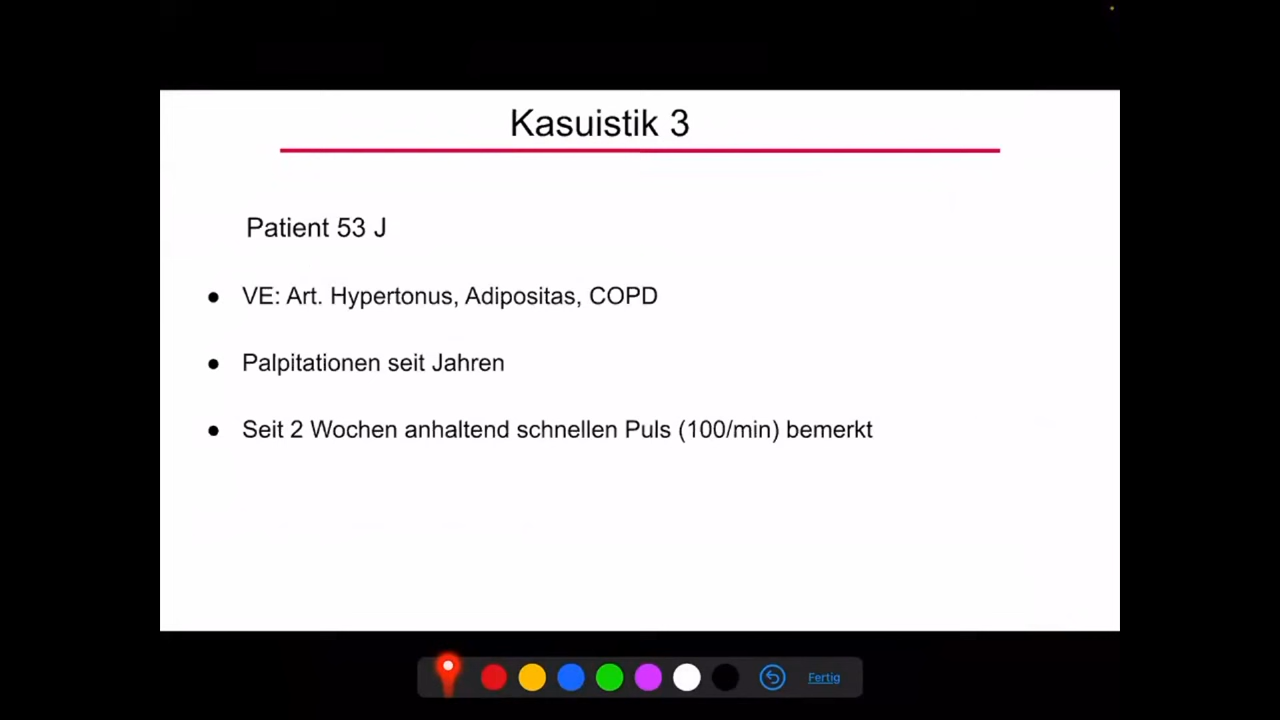 Kasuistik 3
Patient 53 J
● VE: Art. Hypertonus, Adipositas, COPD
● Palpitationen seit Jahren
● Seit 2 Wochen anhaltend schnellen Puls (100/min) bemerkt
Fertig